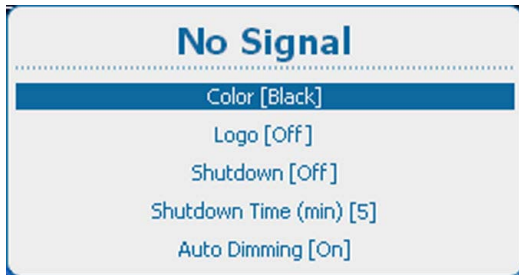 No Signal
Color [Black]
Logo [Off]
Shutdown [Off]
Shutdown Time (min) [5]
Auto Dimming [On]